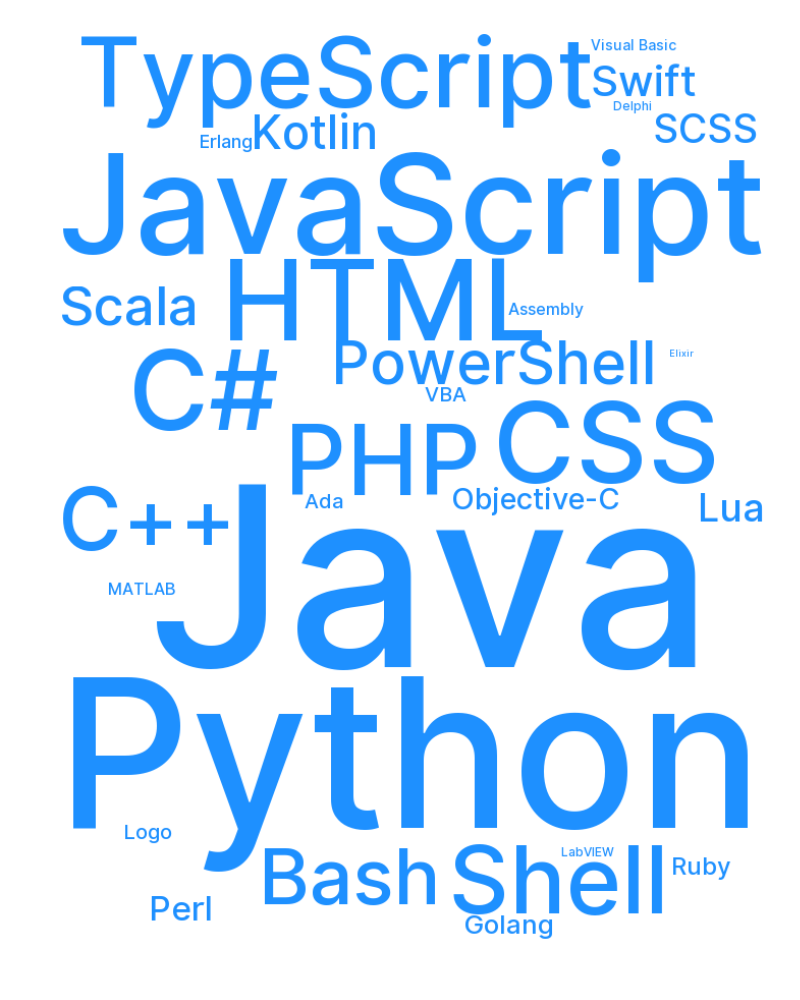 TypeScript
Visual Basic
Swift
Delphi
SCSS
Erlang
Kotlin
JavaScript
Scala
HTML
Assembly
PowerShell
Elixir
C#
VBA
PHP
CSS
C++
Ada
Objective-C
Lua
Java
MATLAB
Python
Logo
Bash
Shell
LabVIEW
Ruby
Perl
Golang